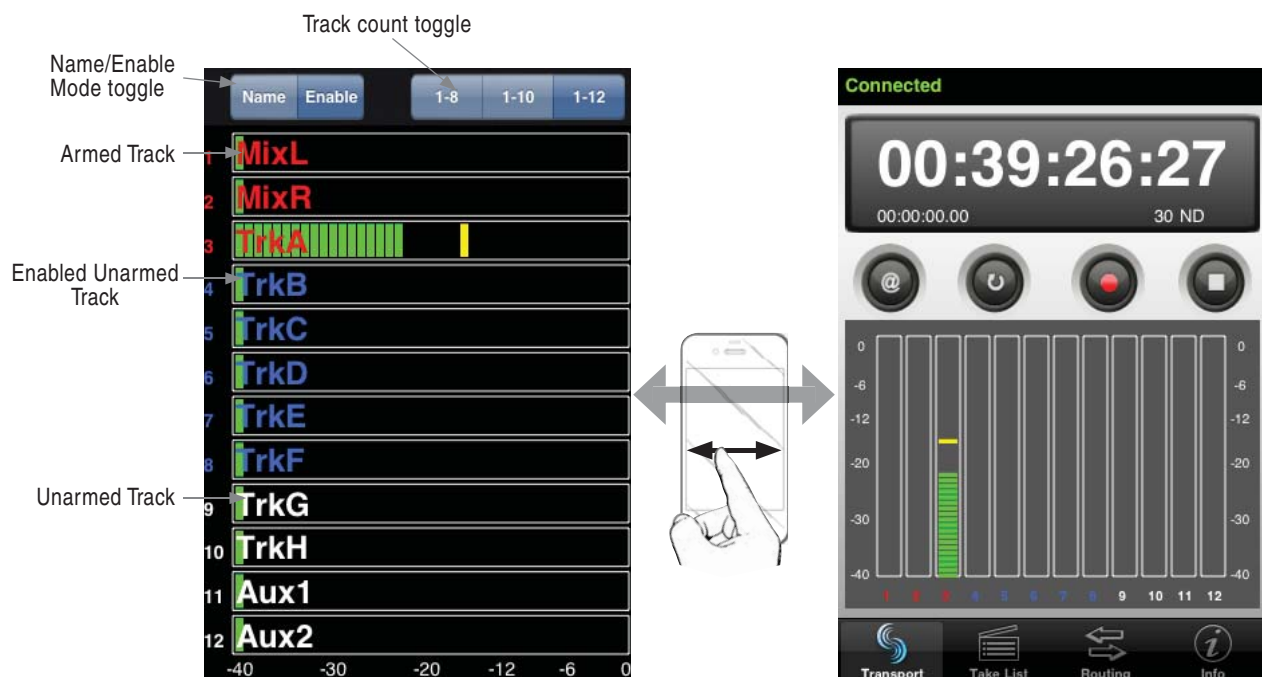 Track count toggle
Name/Enable
Mode toggle
Name Enable 1-8 1-10 1-12
Armed Track
1 MixL
2 MixR
3 TrkA
Enabled Unarmed
Track
4 TrkB
5 TrkC
6 TrkD
7 TrkE
8 TrkF
Unarmed Track
9 TrkG
10 TrkH
11 Aux1
12 Aux2
-40 -30 -20 -12 -6 0
Connected
00:39:26:27
00:00:00.00 30 ND
@
0 0
-6 -6
-12 -12
-20 -20
-30 -30
-40 -40
1 2 3 4 5 6 7 8 9 10 11 12
Transport Take List Routing Info